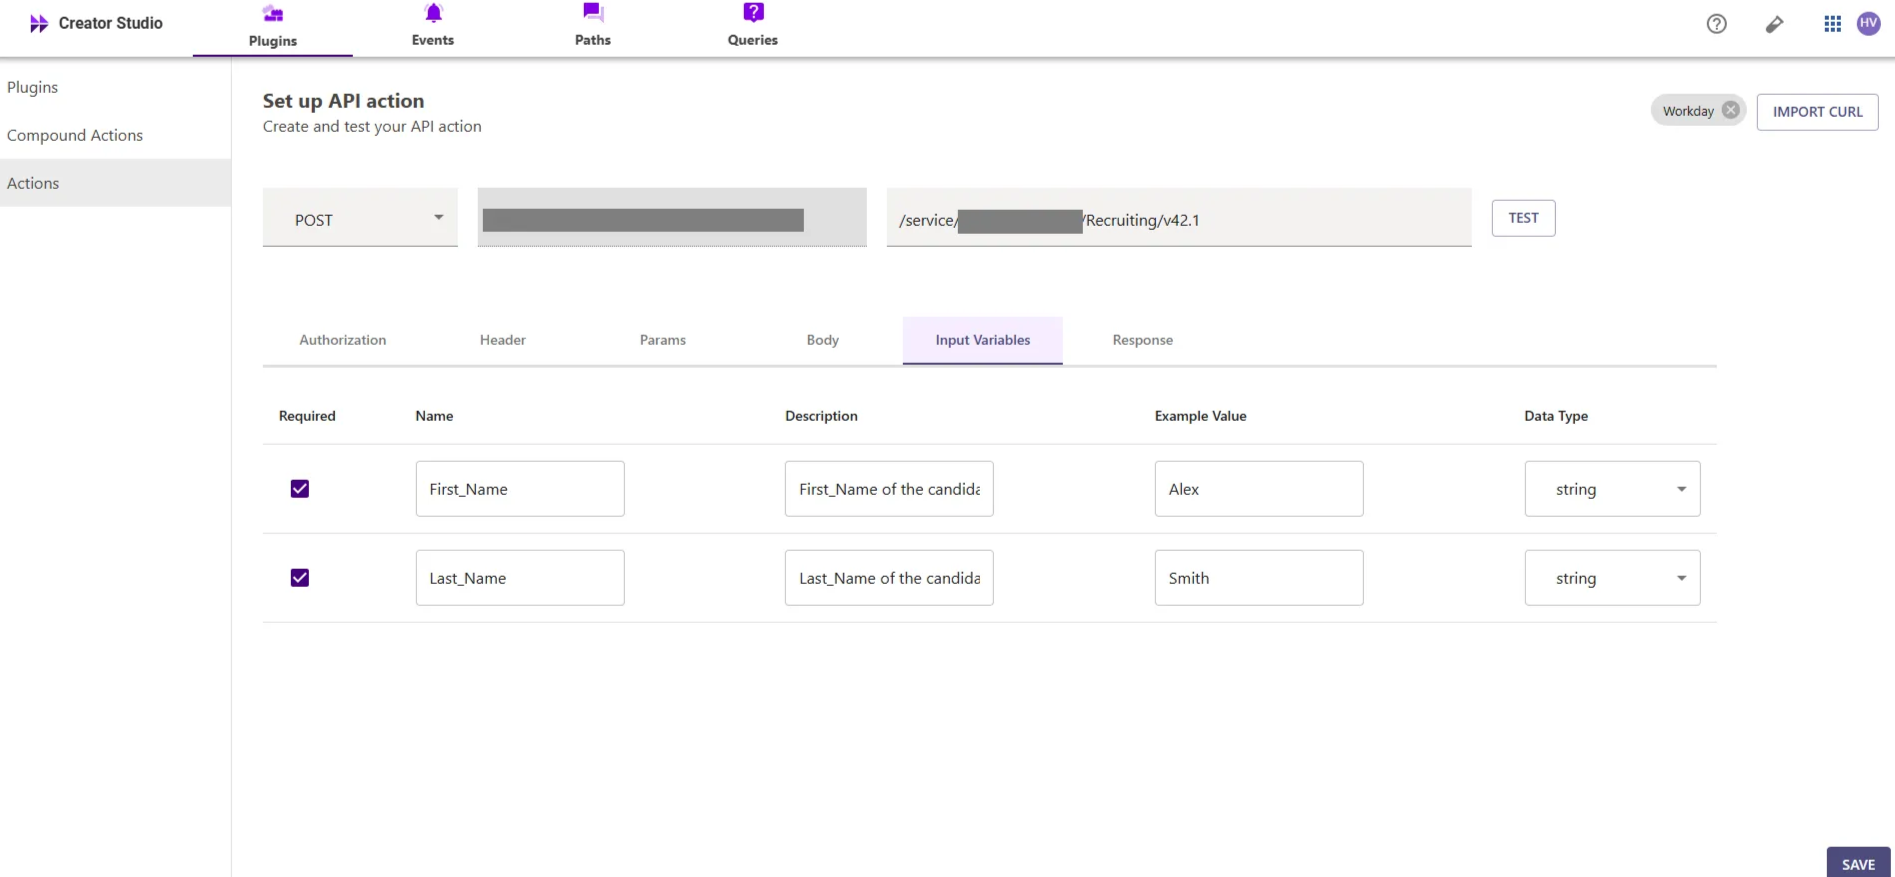 Creator Studio
Plugins
Events
Paths
Queries
HV
Plugins
Compound Actions
Actions
Set up API action
Create and test your API action
Workday
IMPORT CURL
POST
/service/ /Recruiting/v42.1
TEST
Authorization
Header
Params
Body
Input Variables
Response
Required Name Description Example Value Data Type
First_Name First_Name of the candida Alex string
Last_Name Last_Name of the candida Smith string
SAVE